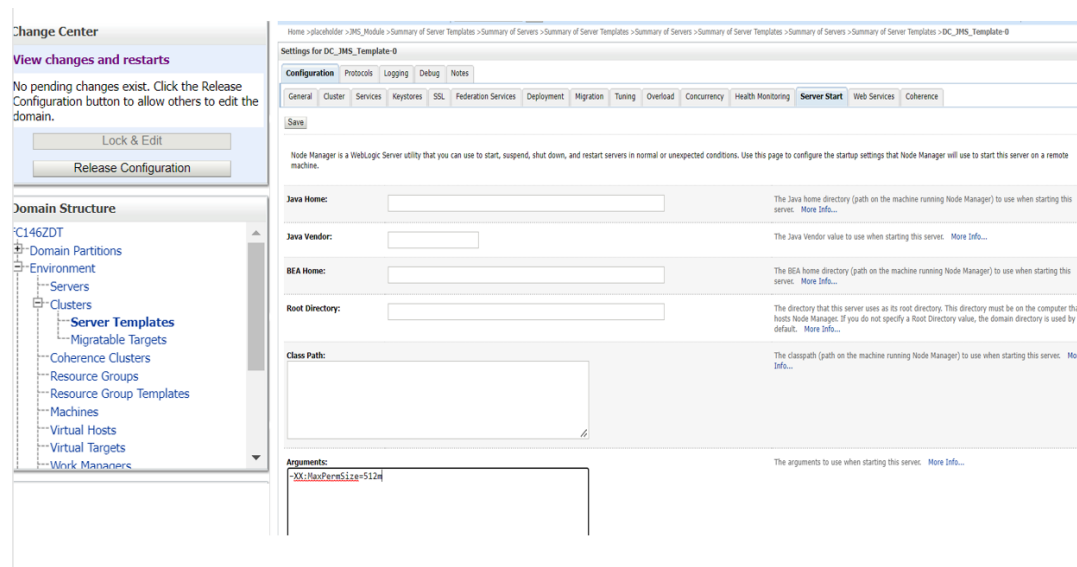 Change Center
View changes and restarts
No pending changes exist. Click the Release
Configuration button to allow others to edit the
domain.
Lock & Edit
Release Configuration
Domain Structure
FC146ZDT
Domain Partitions
Environment
Servers
Clusters
Server Templates
Migratable Targets
Coherence Clusters
Resource Groups
Resource Group Templates
Machines
Virtual Hosts
Virtual Targets
Work Managers
Home >placeholder >JMS_Module >Summary of Server Templates >Summary of Servers >Summary of Server Templates >Summary of Servers >Summary of Server Templates >Summary of Servers >Summary of Server Templates >DC_JMS_Template-0
Settings for DC_JMS_Template-0
Configuration Protocols Logging Debug Notes
General Cluster Services Keystores SSL Federation Services Deployment Migration Tuning Overload Concurrency Health Monitoring Server Start Web Services Coherence
Save
Node Manager is a WebLogic Server utility that you can use to start, suspend, shut down, and restart servers in normal or unexpected conditions. Use this page to configure the startup settings that Node Manager will use to start this server on a remote
machine.
Java Home:
The Java home directory (path on the machine running Node Manager) to use when starting this
server. More Info...
Java Vendor:
The Java Vendor value to use when starting this server. More Info...
BEA Home:
The BEA home directory (path on the machine running Node Manager) to use when starting this
server. More Info...
Root Directory:
The directory that this server uses as its root directory. This directory must be on the computer tha
hosts Node Manager. If you do not specify a Root Directory value, the domain directory is used by
default. More Info...
Class Path:
The classpath (path on the machine running Node Manager) to use when starting this server. Mo
Info...
Arguments:
The arguments to use when starting this server. More Info...
-XX:MaxPermSize=512m